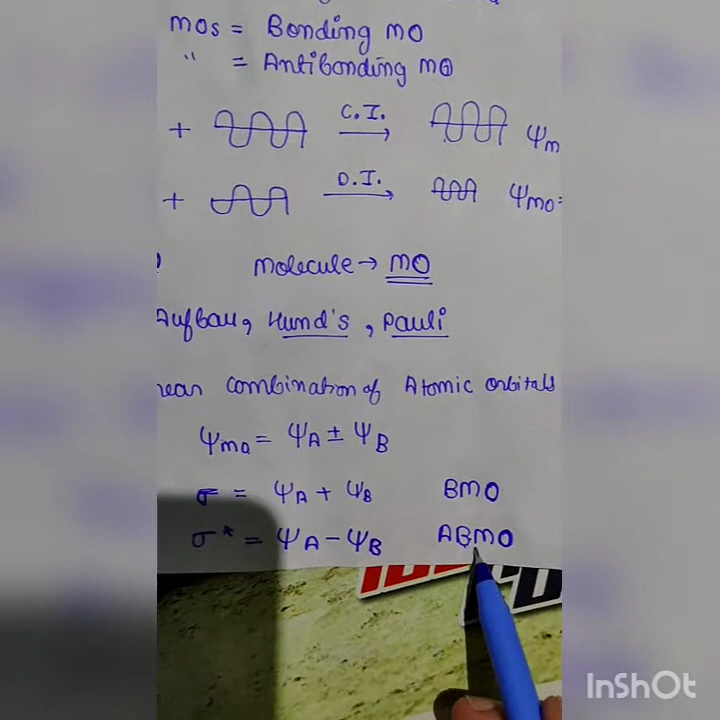 MOs = Bonding MO
" = Antibonding MO
+ C.I. → ψm
+ D.I. → ψMO =
Molecule → MO
Aufbau, Hund's, Pauli
near combination of Atomic orbitals
ψMO = ψA ± ψB
σ = ψA + ψB BMO
σ* = ψA - ψB ABMO
InShOt